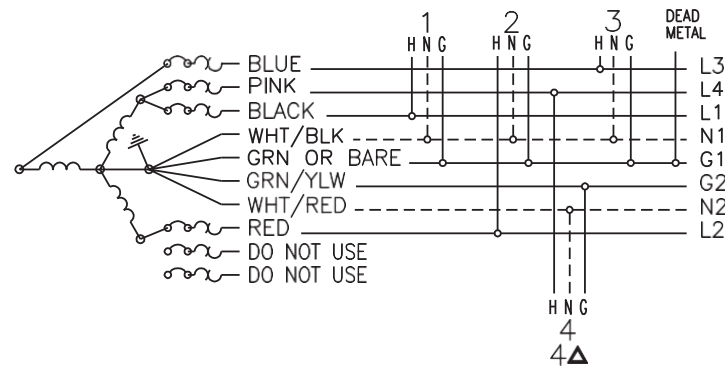 1 2 3 DEAD
METAL
H N G H N G H N G
BLUE L3
PINK L4
BLACK L1
WHT/BLK N1
GRN OR BARE G1
GRN/YLW G2
WHT/RED N2
RED L2
DO NOT USE
DO NOT USE
H N G
4
4Δ